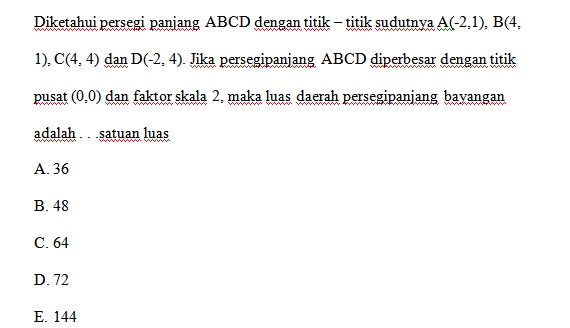 Diketahui persegi panjang ABCD dengan titik – titik sudutnya A(-2,1), B(4,
1), C(4, 4) dan D(-2, 4). Jika persegipanjang ABCD diperbesar dengan titik
pusat (0,0) dan faktor skala 2, maka luas daerah persegipanjang bayangan
adalah . . .satuan luas
A. 36
B. 48
C. 64
D. 72
E. 144